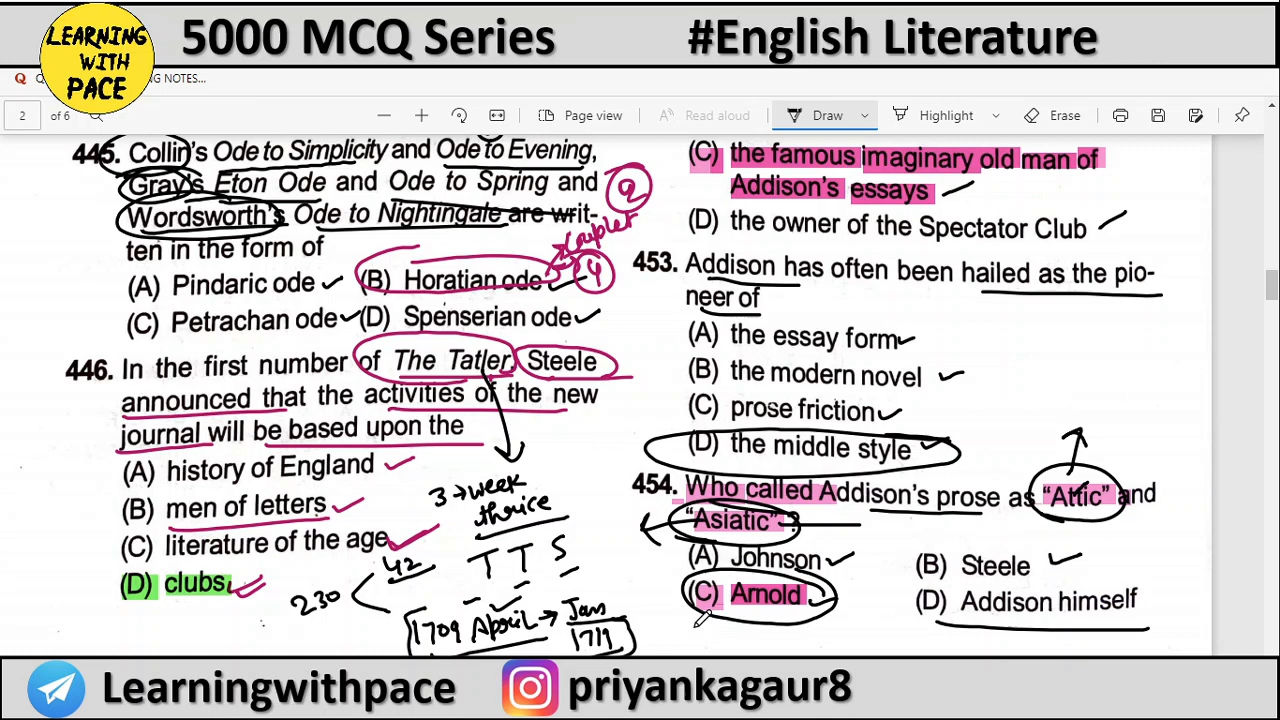 LEARNING
WITH
PACE
5000 MCQ Series
#English Literature
Q
NG NOTES...
2 of 6
Page view
Read aloud
Draw
Highlight
Erase
445. Collin's Ode to Simplicity and Ode to Evening,
Gray's Eton Ode and Ode to Spring and
Wordsworth's Ode to Nightingale are writ-
ten in the form of
(A) Pindaric ode (B) Horatian ode
(C) Petrachan ode (D) Spenserian ode
couplet
4
446. In the first number of The Tatler, Steele
announced that the activities of the new
journal will be based upon the
(A) history of England
(B) men of letters
(C) literature of the age
(D) clubs
3 → week
thrice
T T S
42
230
1709 April → Jan
1719
(C) the famous imaginary old man of
Addison's essays
(D) the owner of the Spectator Club
453. Addison has often been hailed as the pio-
neer of
(A) the essay form
(B) the modern novel
(C) prose friction
(D) the middle style
454. Who called Addison's prose as "Attic" and
"Asiatic" ?
(A) Johnson (B) Steele
(C) Arnold (D) Addison himself
Learningwithpace
priyankagaur8